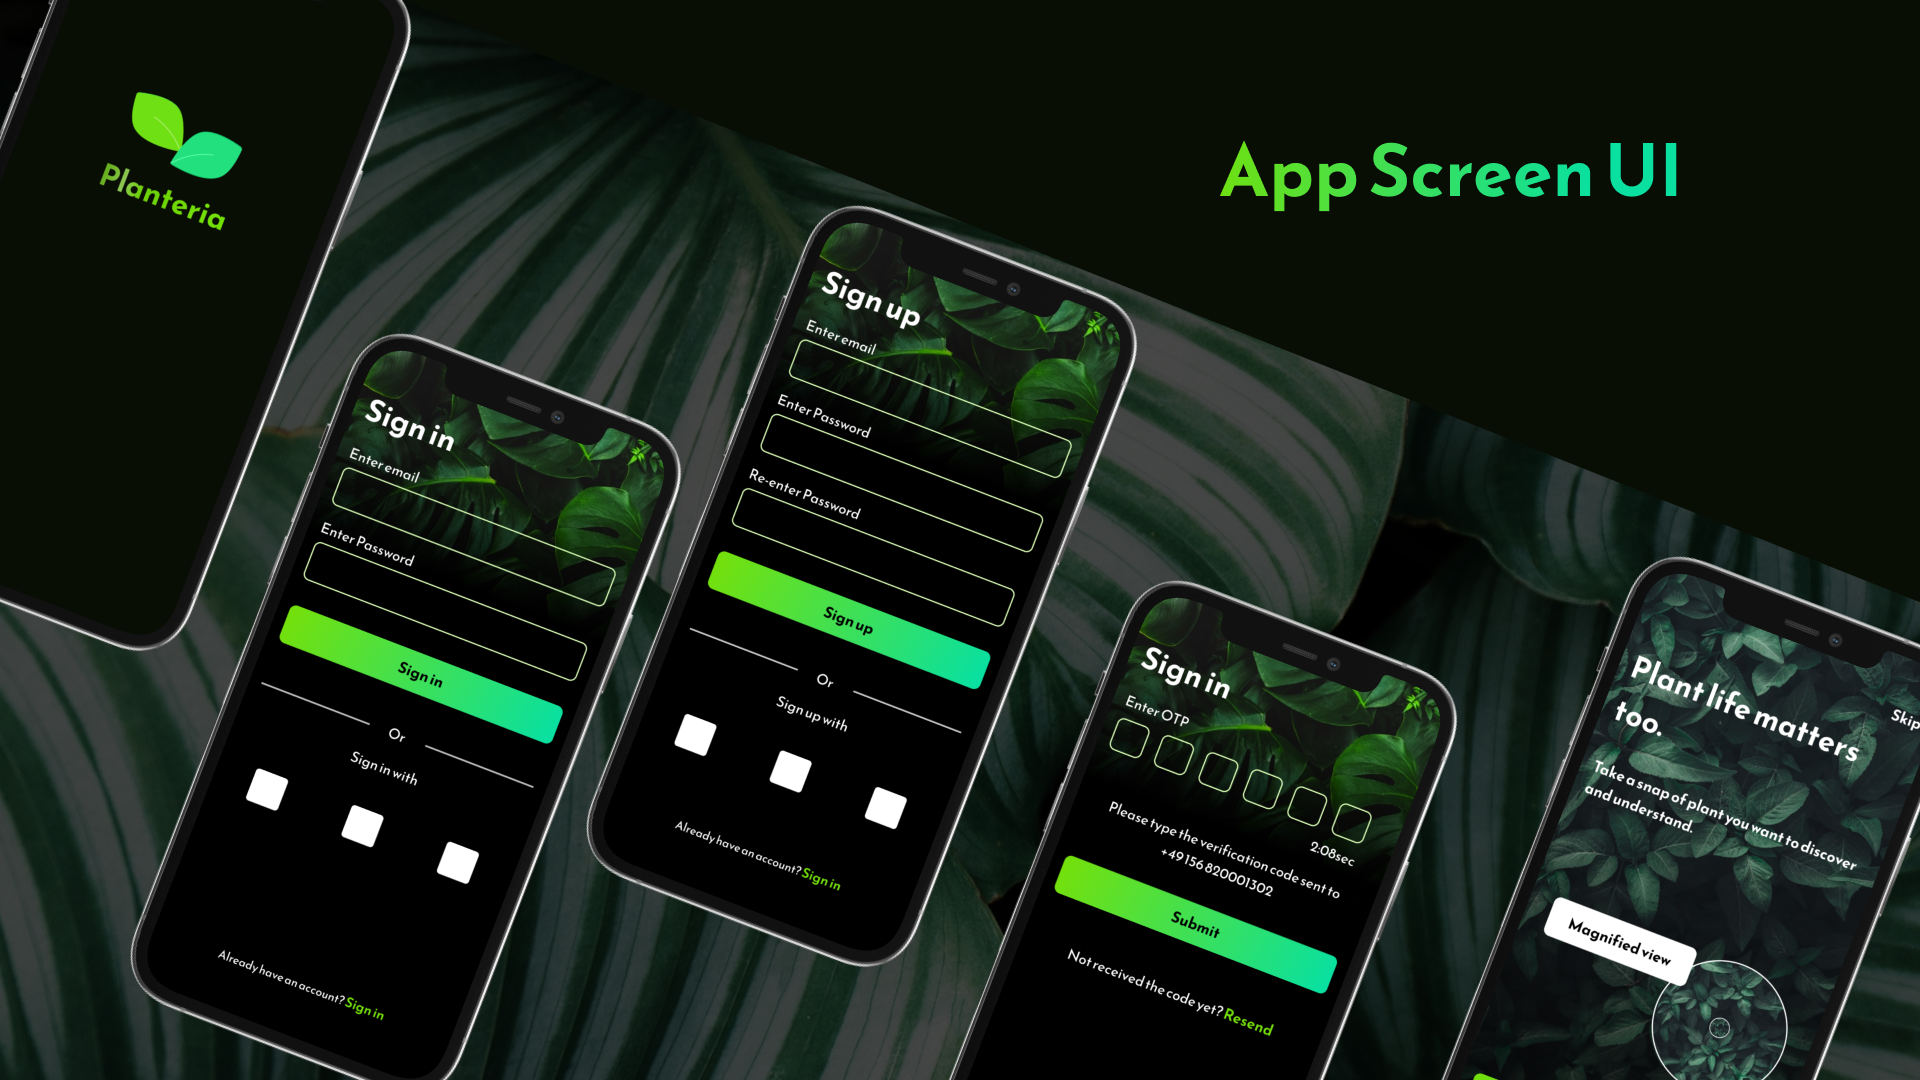 App Screen UI
Planteria
Sign in
Enter email
Enter Password
Sign in
Or
Sign in with
Already have an account? Sign in
Sign up
Enter email
Enter Password
Re-enter Password
Sign up
Or
Sign up with
Already have an account? Sign in
Sign in
Enter OTP
2:08sec
Please type the verification code sent to
+49 156 820001302
Submit
Not received the code yet? Resend
Skip
Plant life matters
too.
Take a snap of plant you want to discover
and understand.
Magnified view